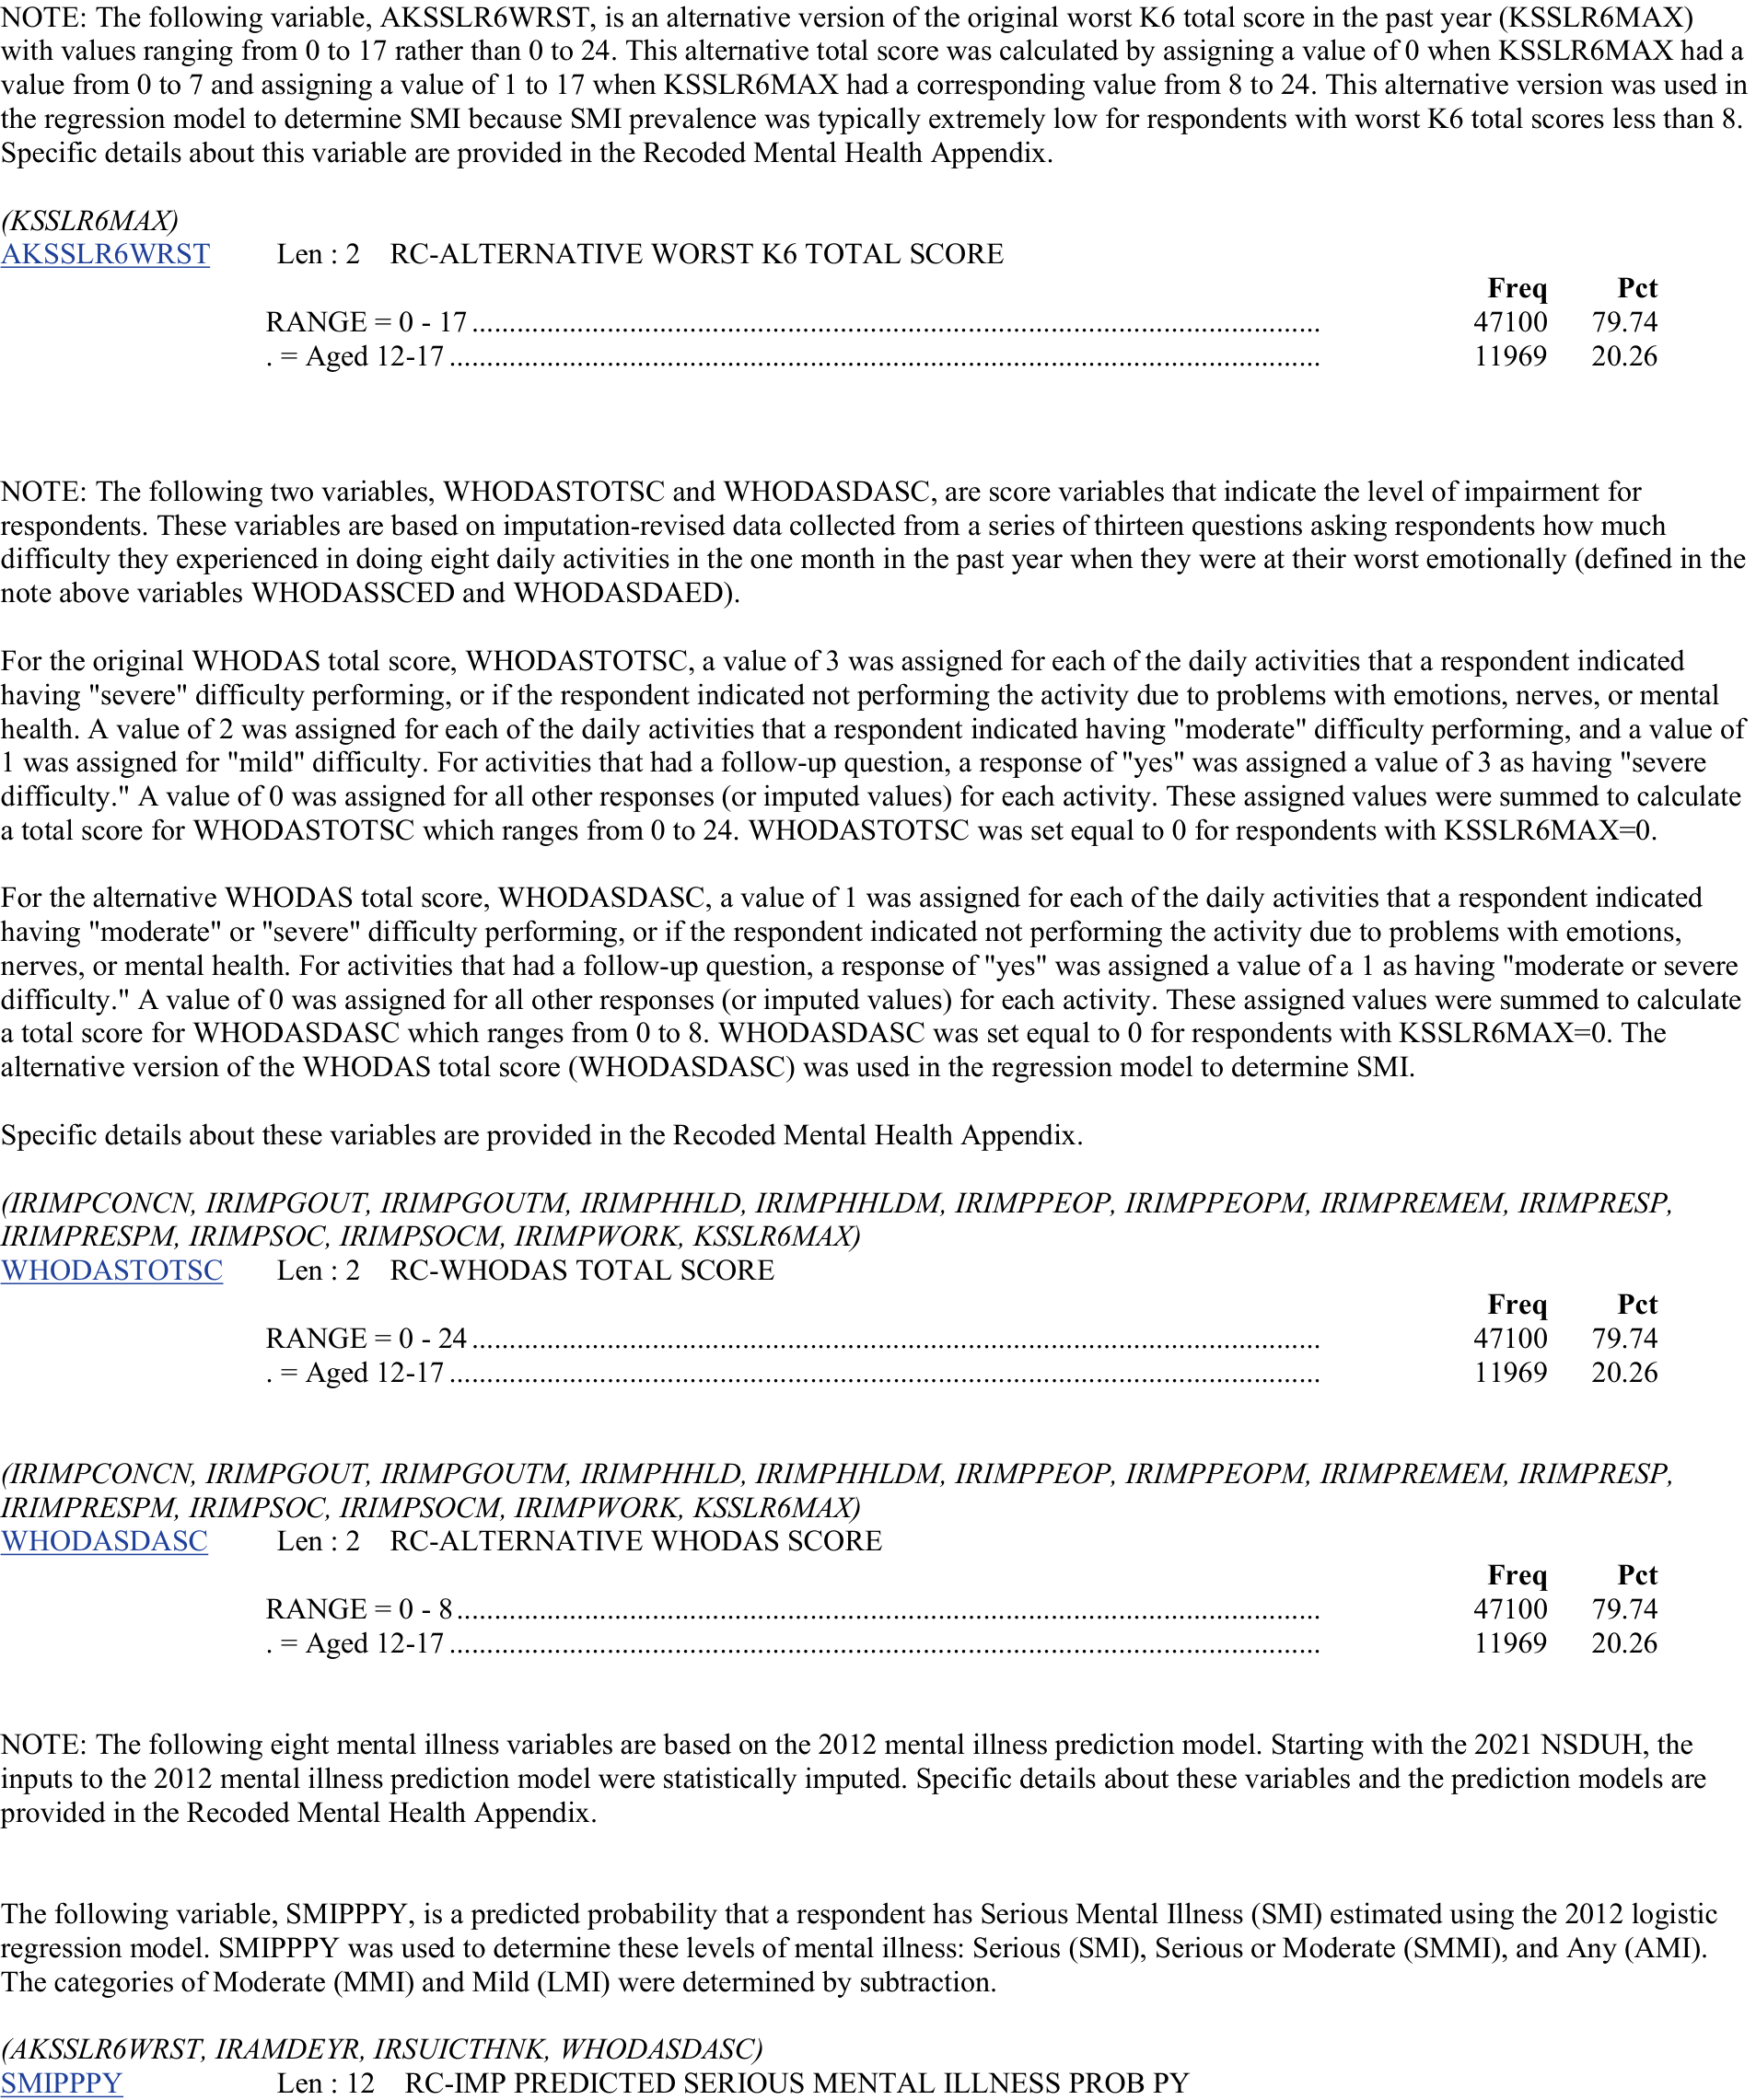 NOTE: The following variable, AKSSLR6WRST, is an alternative version of the original worst K6 total score in the past year (KSSLR6MAX)
with values ranging from 0 to 17 rather than 0 to 24. This alternative total score was calculated by assigning a value of 0 when KSSLR6MAX had a
value from 0 to 7 and assigning a value of 1 to 17 when KSSLR6MAX had a corresponding value from 8 to 24. This alternative version was used in
the regression model to determine SMI because SMI prevalence was typically extremely low for respondents with worst K6 total scores less than 8.
Specific details about this variable are provided in the Recoded Mental Health Appendix.
(KSSLR6MAX)
AKSSLR6WRST Len : 2 RC-ALTERNATIVE WORST K6 TOTAL SCORE
Freq Pct
RANGE = 0 - 17 ................................................................................ 47100 79.74
. = Aged 12-17 ................................................................................ 11969 20.26
NOTE: The following two variables, WHODASTOTSC and WHODASDASC, are score variables that indicate the level of impairment for
respondents. These variables are based on imputation-revised data collected from a series of thirteen questions asking respondents how much
difficulty they experienced in doing eight daily activities in the one month in the past year when they were at their worst emotionally (defined in the
note above variables WHODASSCED and WHODASDAED).
For the original WHODAS total score, WHODASTOTSC, a value of 3 was assigned for each of the daily activities that a respondent indicated
having "severe" difficulty performing, or if the respondent indicated not performing the activity due to problems with emotions, nerves, or mental
health. A value of 2 was assigned for each of the daily activities that a respondent indicated having "moderate" difficulty performing, and a value of
1 was assigned for "mild" difficulty. For activities that had a follow-up question, a response of "yes" was assigned a value of 3 as having "severe
difficulty." A value of 0 was assigned for all other responses (or imputed values) for each activity. These assigned values were summed to calculate
a total score for WHODASTOTSC which ranges from 0 to 24. WHODASTOTSC was set equal to 0 for respondents with KSSLR6MAX=0.
For the alternative WHODAS total score, WHODASDASC, a value of 1 was assigned for each of the daily activities that a respondent indicated
having "moderate" or "severe" difficulty performing, or if the respondent indicated not performing the activity due to problems with emotions,
nerves, or mental health. For activities that had a follow-up question, a response of "yes" was assigned a value of a 1 as having "moderate or severe
difficulty." A value of 0 was assigned for all other responses (or imputed values) for each activity. These assigned values were summed to calculate
a total score for WHODASDASC which ranges from 0 to 8. WHODASDASC was set equal to 0 for respondents with KSSLR6MAX=0. The
alternative version of the WHODAS total score (WHODASDASC) was used in the regression model to determine SMI.
Specific details about these variables are provided in the Recoded Mental Health Appendix.
(IRIMPCONCN, IRIMPGOUT, IRIMPGOUTM, IRIMPHHLD, IRIMPHHLDM, IRIMPPEOP, IRIMPPEOPM, IRIMPREMEM, IRIMPRESP,
IRIMPRESPM, IRIMPSOC, IRIMPSOCM, IRIMPWORK, KSSLR6MAX)
WHODASTOTSC Len : 2 RC-WHODAS TOTAL SCORE
Freq Pct
RANGE = 0 - 24 ................................................................................ 47100 79.74
. = Aged 12-17 ................................................................................ 11969 20.26
(IRIMPCONCN, IRIMPGOUT, IRIMPGOUTM, IRIMPHHLD, IRIMPHHLDM, IRIMPPEOP, IRIMPPEOPM, IRIMPREMEM, IRIMPRESP,
IRIMPRESPM, IRIMPSOC, IRIMPSOCM, IRIMPWORK, KSSLR6MAX)
WHODASDASC Len : 2 RC-ALTERNATIVE WHODAS SCORE
Freq Pct
RANGE = 0 - 8 ................................................................................ 47100 79.74
. = Aged 12-17 ................................................................................ 11969 20.26
NOTE: The following eight mental illness variables are based on the 2012 mental illness prediction model. Starting with the 2021 NSDUH, the
inputs to the 2012 mental illness prediction model were statistically imputed. Specific details about these variables and the prediction models are
provided in the Recoded Mental Health Appendix.
The following variable, SMIPPPY, is a predicted probability that a respondent has Serious Mental Illness (SMI) estimated using the 2012 logistic
regression model. SMIPPPY was used to determine these levels of mental illness: Serious (SMI), Serious or Moderate (SMMI), and Any (AMI).
The categories of Moderate (MMI) and Mild (LMI) were determined by subtraction.
(AKSSLR6WRST, IRAMDEYR, IRSUICTHNK, WHODASDASC)
SMIPPPY Len : 12 RC-IMP PREDICTED SERIOUS MENTAL ILLNESS PROB PY